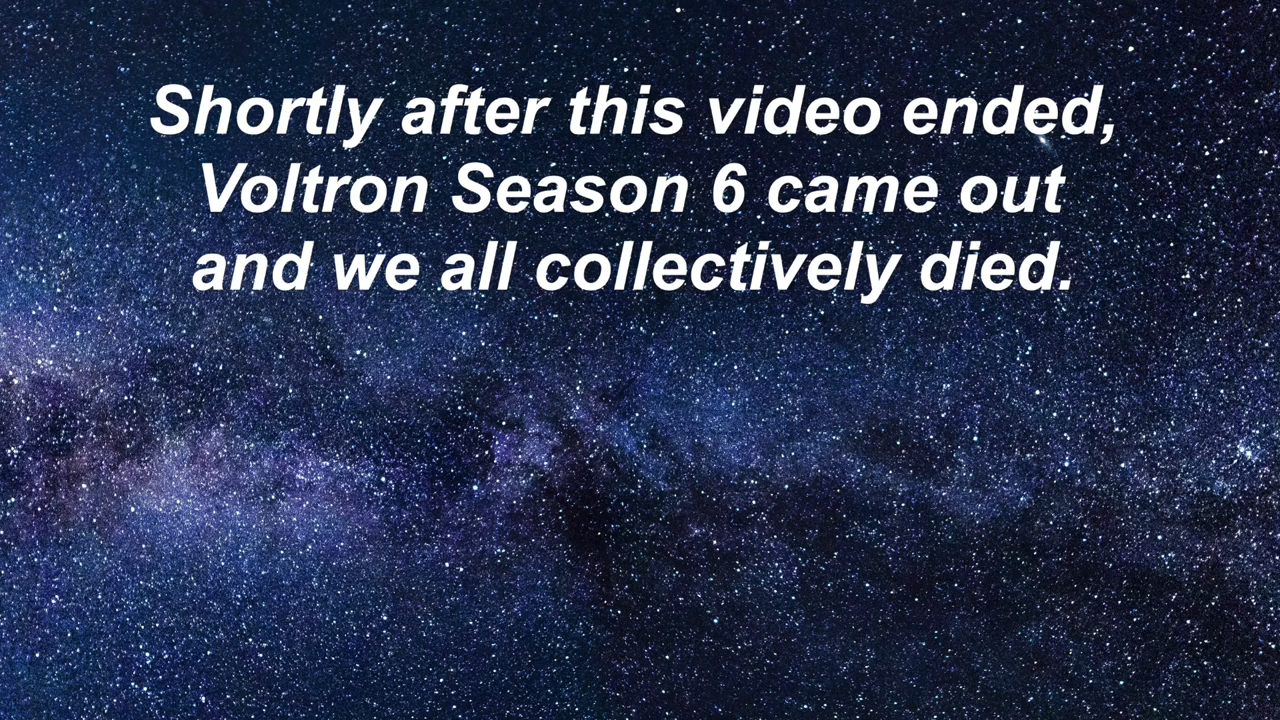 Shortly after this video ended,
Voltron Season 6 came out
and we all collectively died.